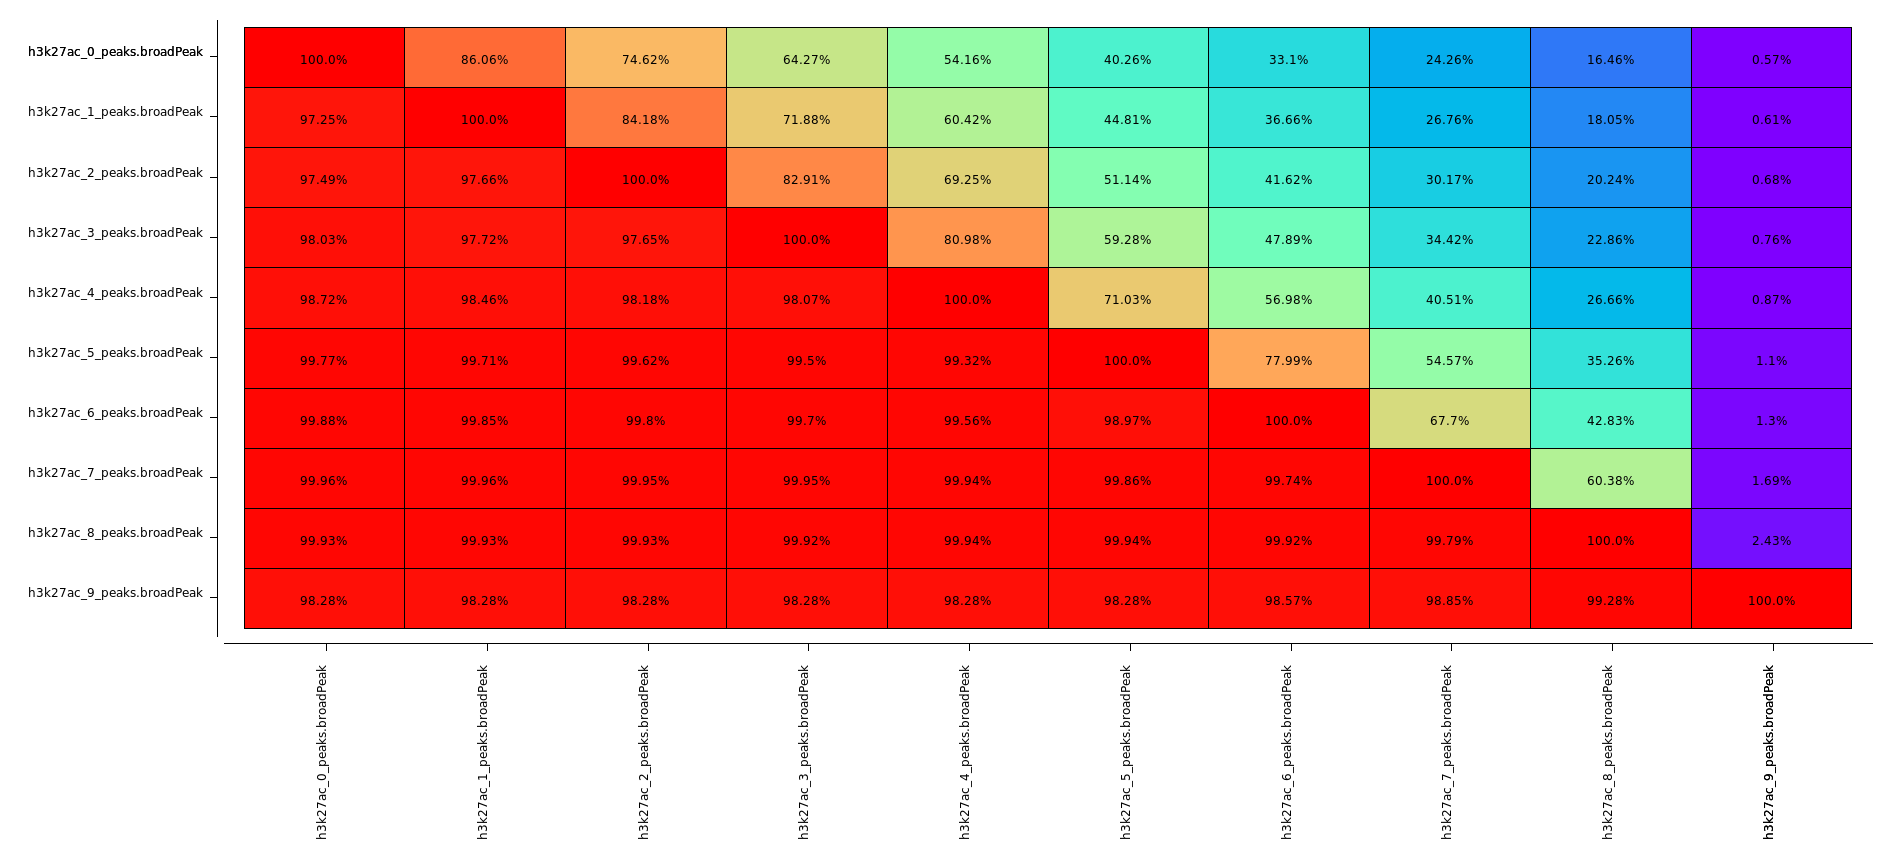 h3k27ac_0_peaks.broadPeak 100.0% 86.06% 74.62% 64.27% 54.16% 40.26% 33.1% 24.26% 16.46% 0.57%
h3k27ac_1_peaks.broadPeak 97.25% 100.0% 84.18% 71.88% 60.42% 44.81% 36.66% 26.76% 18.05% 0.61%
h3k27ac_2_peaks.broadPeak 97.49% 97.66% 100.0% 82.91% 69.25% 51.14% 41.62% 30.17% 20.24% 0.68%
h3k27ac_3_peaks.broadPeak 98.03% 97.72% 97.65% 100.0% 80.98% 59.28% 47.89% 34.42% 22.86% 0.76%
h3k27ac_4_peaks.broadPeak 98.72% 98.46% 98.18% 98.07% 100.0% 71.03% 56.98% 40.51% 26.66% 0.87%
h3k27ac_5_peaks.broadPeak 99.77% 99.71% 99.62% 99.5% 99.32% 100.0% 77.99% 54.57% 35.26% 1.1%
h3k27ac_6_peaks.broadPeak 99.88% 99.85% 99.8% 99.7% 99.56% 98.97% 100.0% 67.7% 42.83% 1.3%
h3k27ac_7_peaks.broadPeak 99.96% 99.96% 99.95% 99.95% 99.94% 99.86% 99.74% 100.0% 60.38% 1.69%
h3k27ac_8_peaks.broadPeak 99.93% 99.93% 99.93% 99.92% 99.94% 99.94% 99.92% 99.79% 100.0% 2.43%
h3k27ac_9_peaks.broadPeak 98.28% 98.28% 98.28% 98.28% 98.28% 98.28% 98.57% 98.85% 99.28% 100.0%
h3k27ac_0_peaks.broadPeak
h3k27ac_1_peaks.broadPeak
h3k27ac_2_peaks.broadPeak
h3k27ac_3_peaks.broadPeak
h3k27ac_4_peaks.broadPeak
h3k27ac_5_peaks.broadPeak
h3k27ac_6_peaks.broadPeak
h3k27ac_7_peaks.broadPeak
h3k27ac_8_peaks.broadPeak
h3k27ac_9_peaks.broadPeak